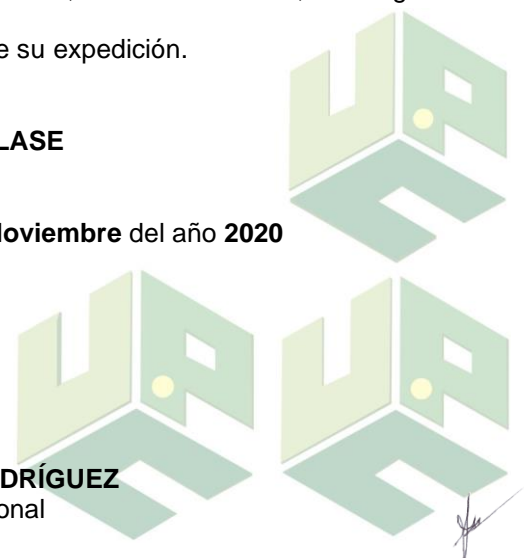 e su expedición.
LASE
Noviembre del año 2020
DRÍGUEZ
onal